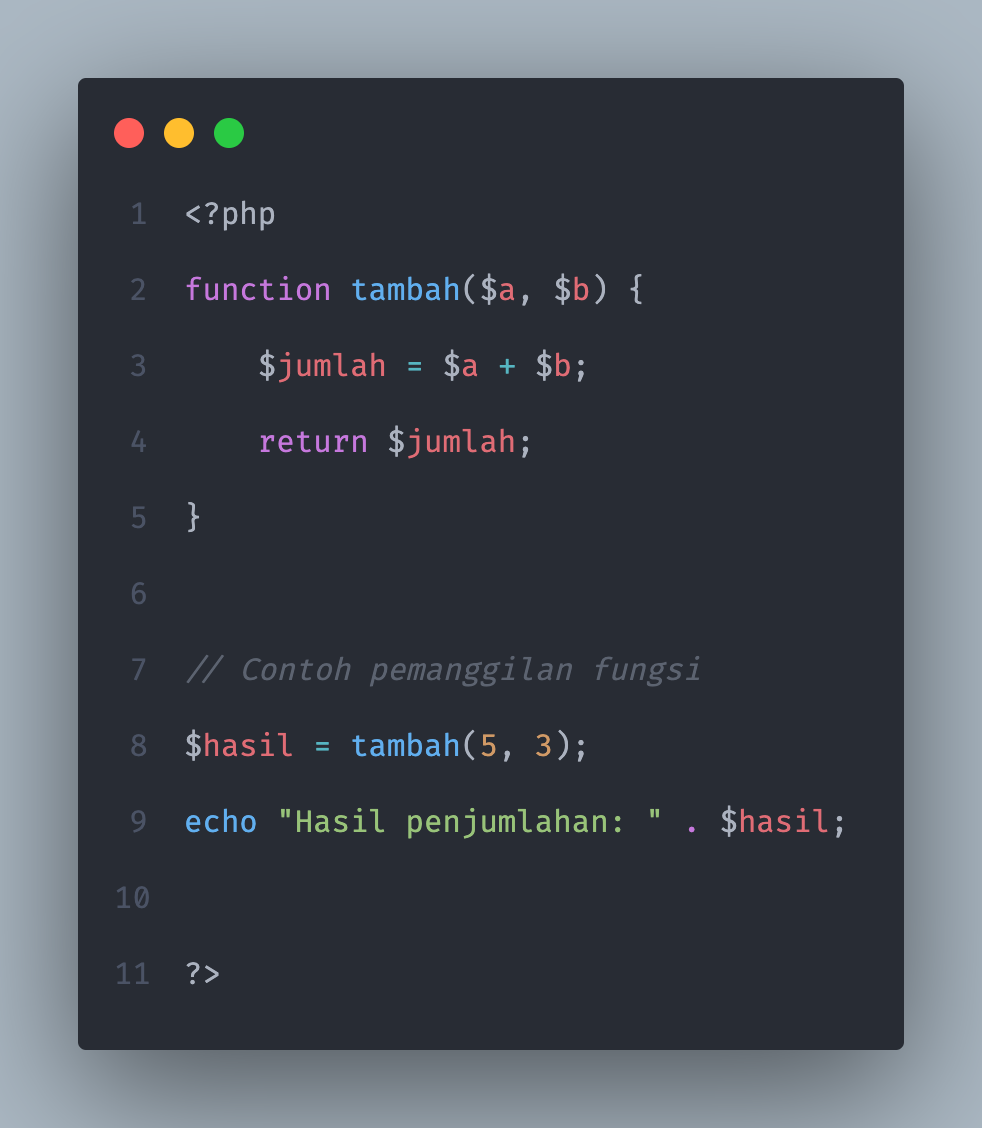 1 <?php
2 function tambah($a, $b) {
3     $jumlah = $a + $b;
4     return $jumlah;
5 }
6
7 // Contoh pemanggilan fungsi
8 $hasil = tambah(5, 3);
9 echo "Hasil penjumlahan: " . $hasil;
10
11 ?>